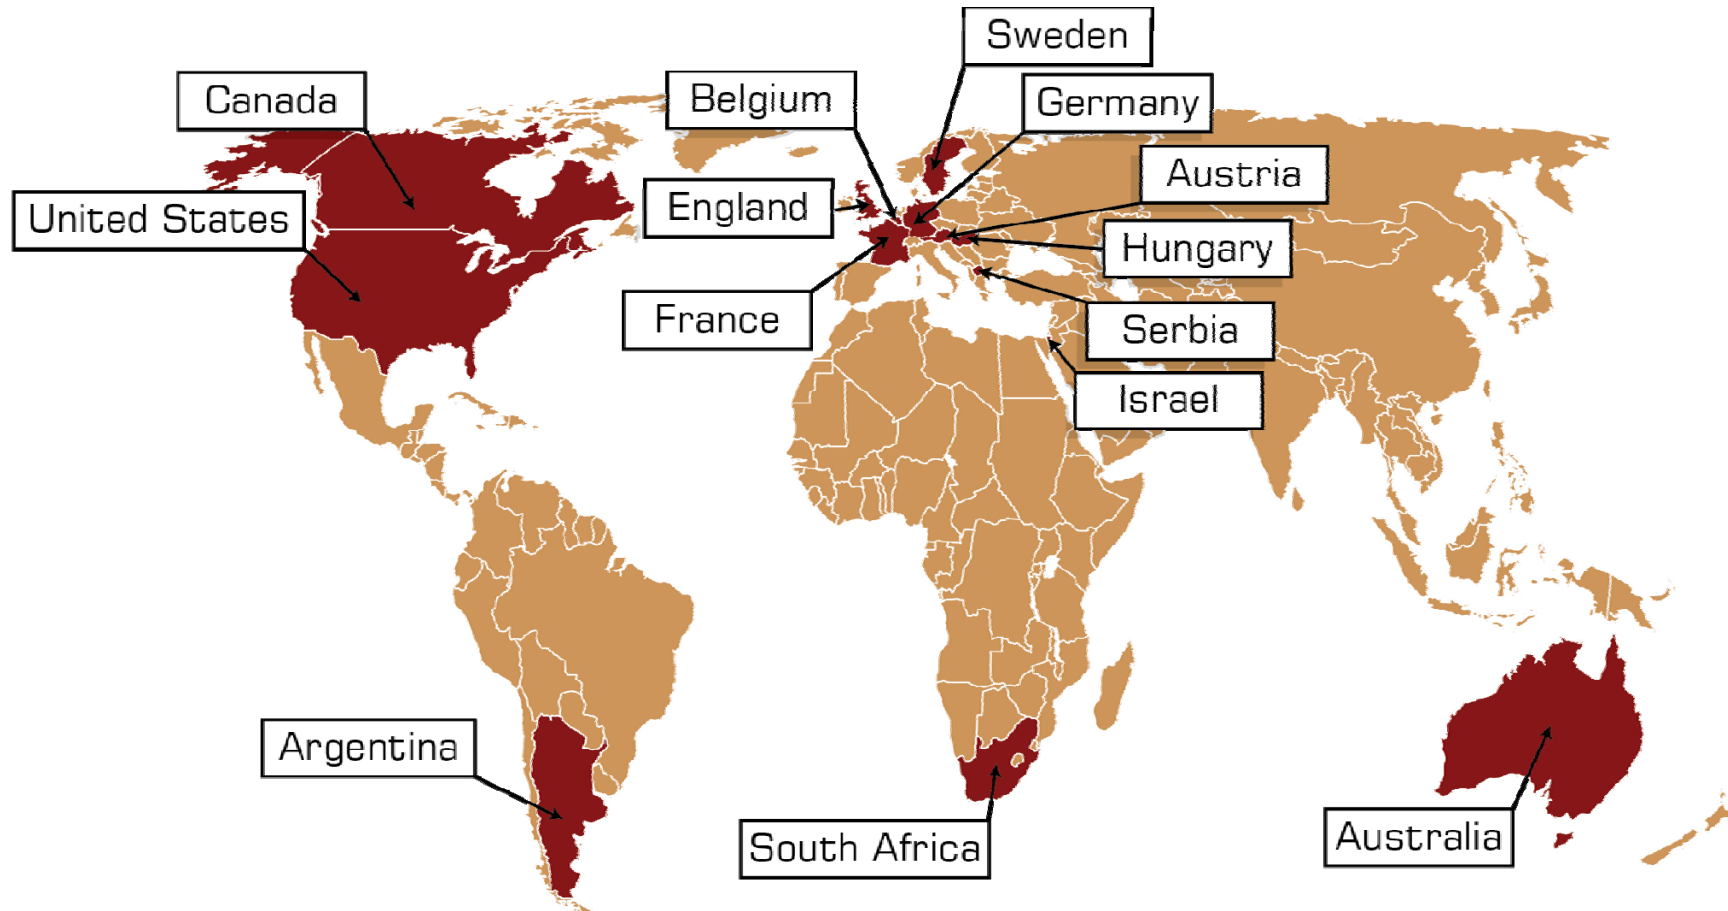 Sweden
Canada
Belgium
Germany
Austria
England
United States
Hungary
France
Serbia
Israel
Argentina
South Africa
Australia